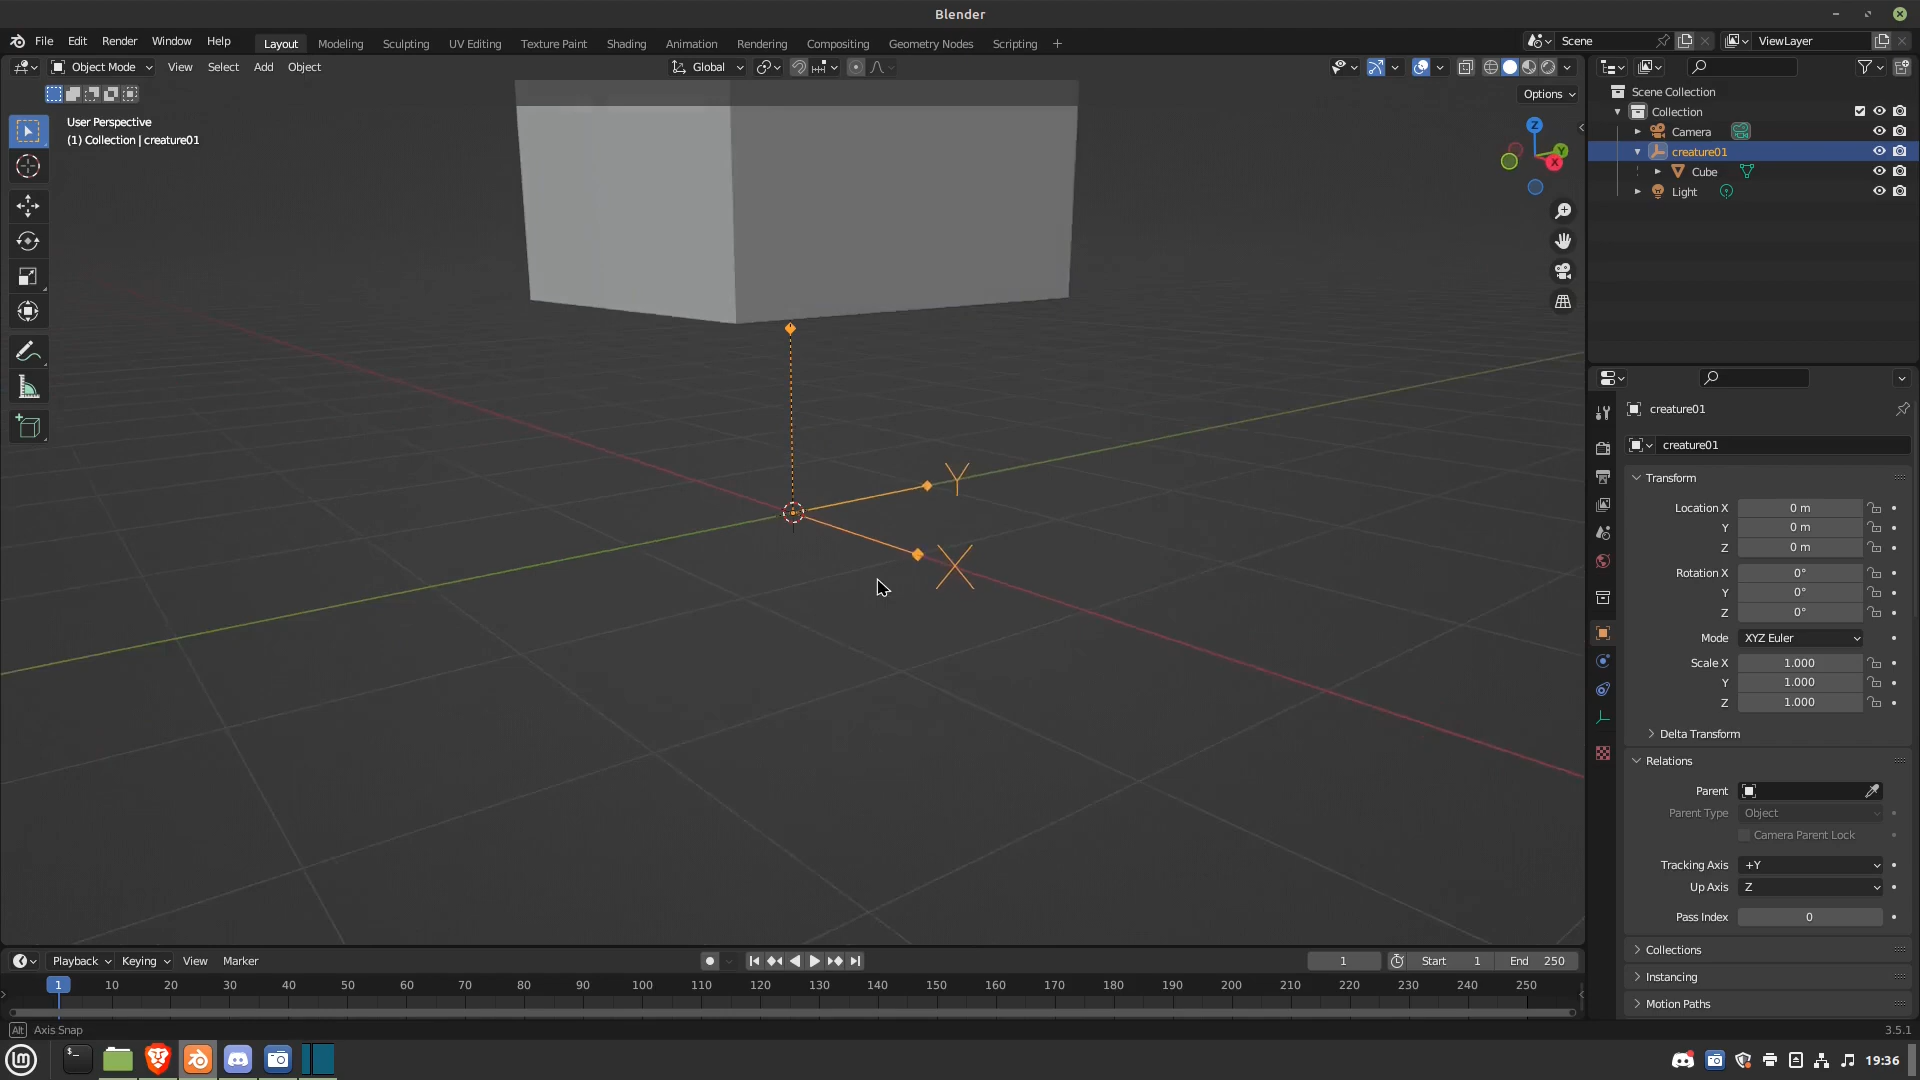 Blender
File Edit Render Window Help
Layout Modeling Sculpting UV Editing Texture Paint Shading Animation Rendering Compositing Geometry Nodes Scripting +
Scene
ViewLayer
Object Mode View Select Add Object
Global
Options
User Perspective
(1) Collection | creature01
Z
Y
X
Y
X
Scene Collection
Collection
Camera
creature01
Cube
Light
creature01
creature01
Transform
Location X 0 m
Y 0 m
Z 0 m
Rotation X 0°
Y 0°
Z 0°
Mode XYZ Euler
Scale X 1.000
Y 1.000
Z 1.000
Delta Transform
Relations
Parent
Parent Type Object
Camera Parent Lock
Tracking Axis +Y
Up Axis Z
Pass Index 0
Collections
Instancing
Motion Paths
Playback Keying View Marker
1 Start 1 End 250
1 10 20 30 40 50 60 70 80 90 100 110 120 130 140 150 160 170 180 190 200 210 220 230 240 250
Alt Axis Snap
3.5.1
19:36